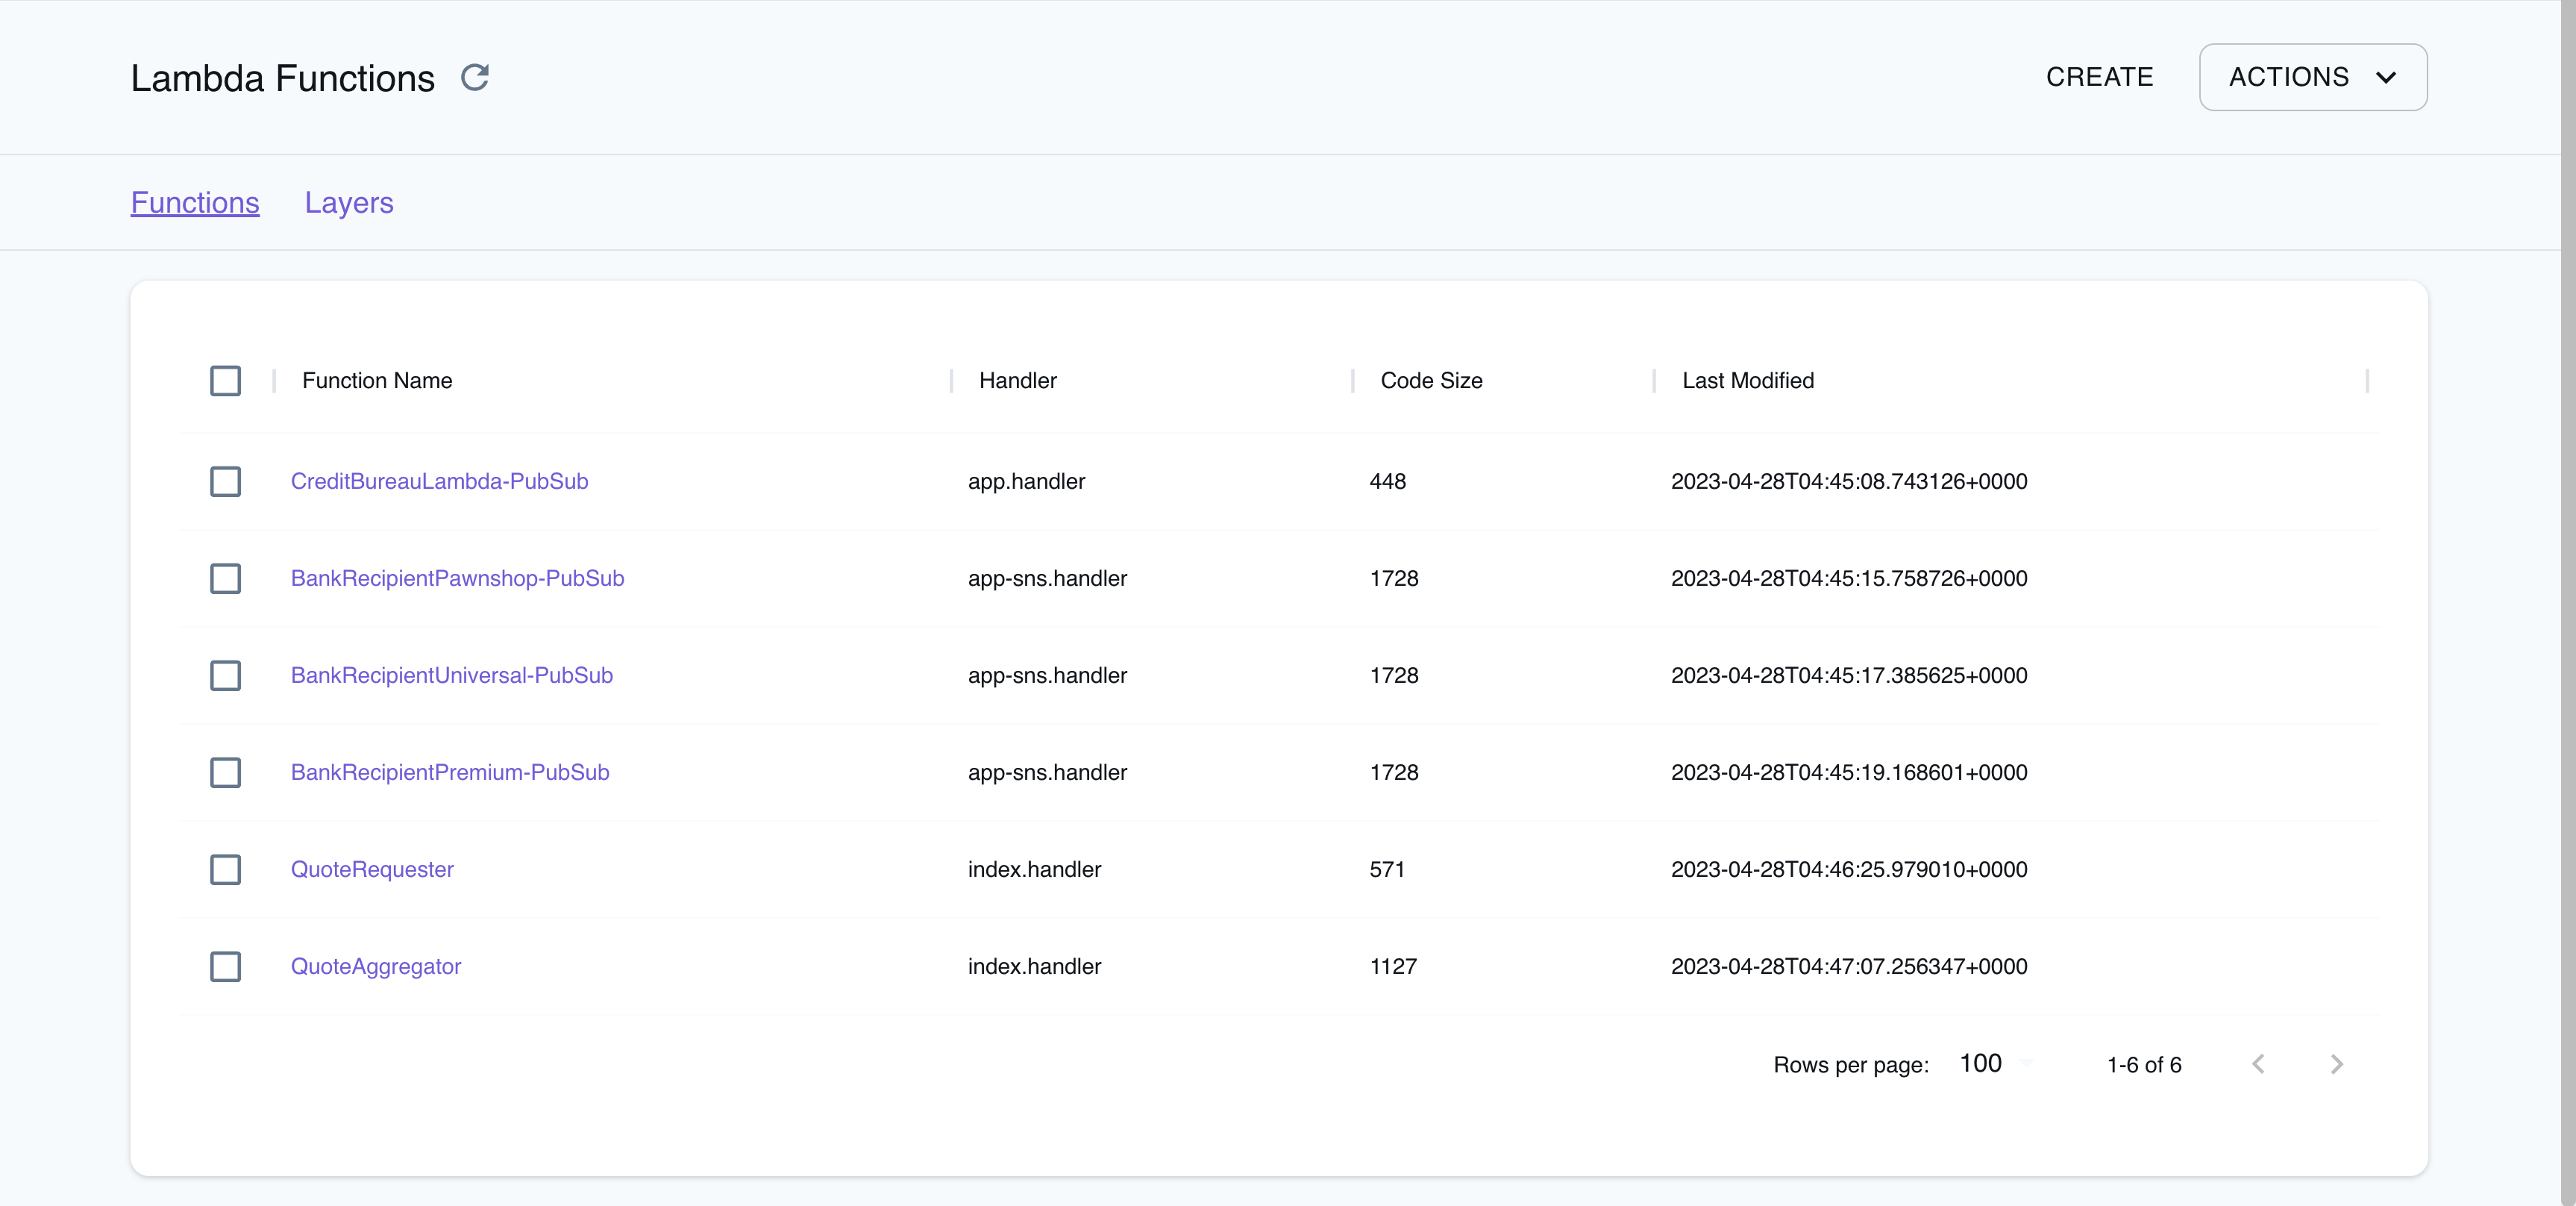 Lambda Functions
CREATE ACTIONS
Functions Layers
Function Name Handler Code Size Last Modified
CreditBureauLambda-PubSub app.handler 448 2023-04-28T04:45:08.743126+0000
BankRecipientPawnshop-PubSub app-sns.handler 1728 2023-04-28T04:45:15.758726+0000
BankRecipientUniversal-PubSub app-sns.handler 1728 2023-04-28T04:45:17.385625+0000
BankRecipientPremium-PubSub app-sns.handler 1728 2023-04-28T04:45:19.168601+0000
QuoteRequester index.handler 571 2023-04-28T04:46:25.979010+0000
QuoteAggregator index.handler 1127 2023-04-28T04:47:07.256347+0000
Rows per page: 100 1-6 of 6